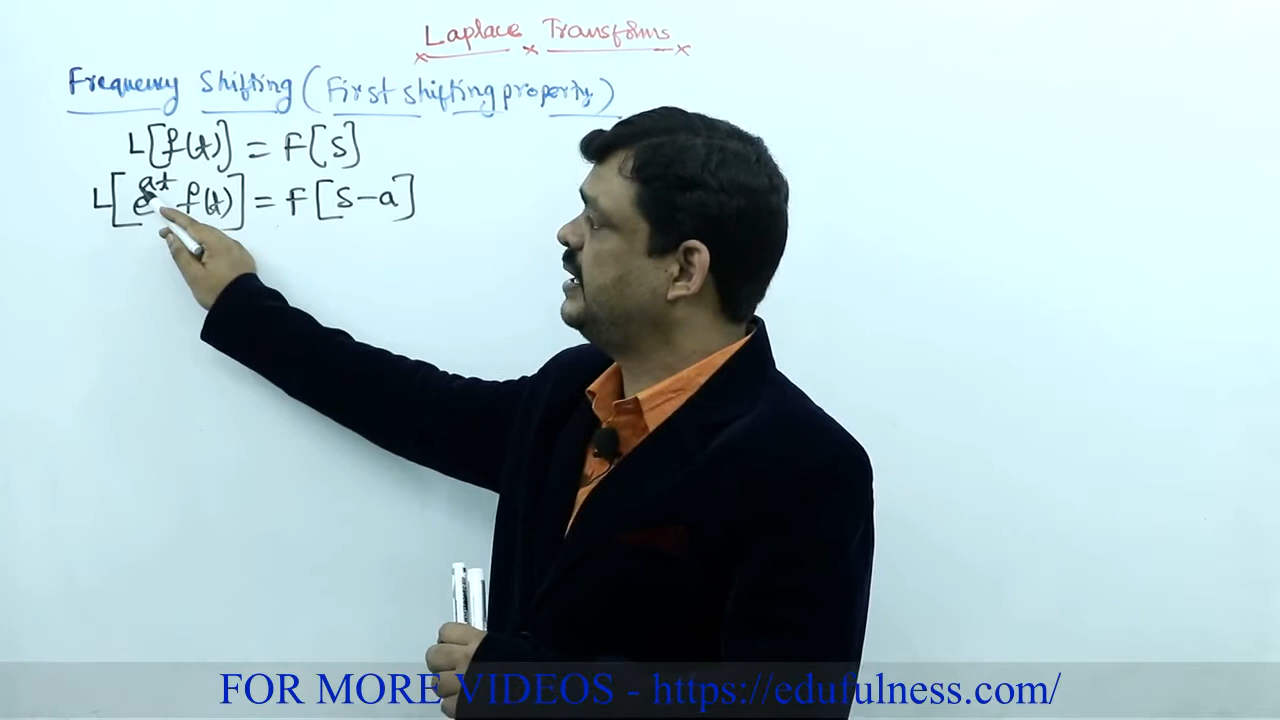 Laplace Transforms
Frequency Shifting (First shifting property)
L[f(t)] = F[S]
L[e^{at} f(t)] = F[S-a]
FOR MORE VIDEOS - https://edufulness.com/